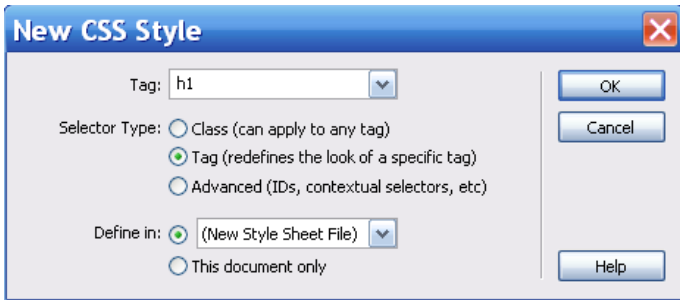 New CSS Style
Tag: h1
OK
Selector Type: Class (can apply to any tag)
Cancel
Tag (redefines the look of a specific tag)
Advanced (IDs, contextual selectors, etc)
Define in: (New Style Sheet File)
This document only
Help